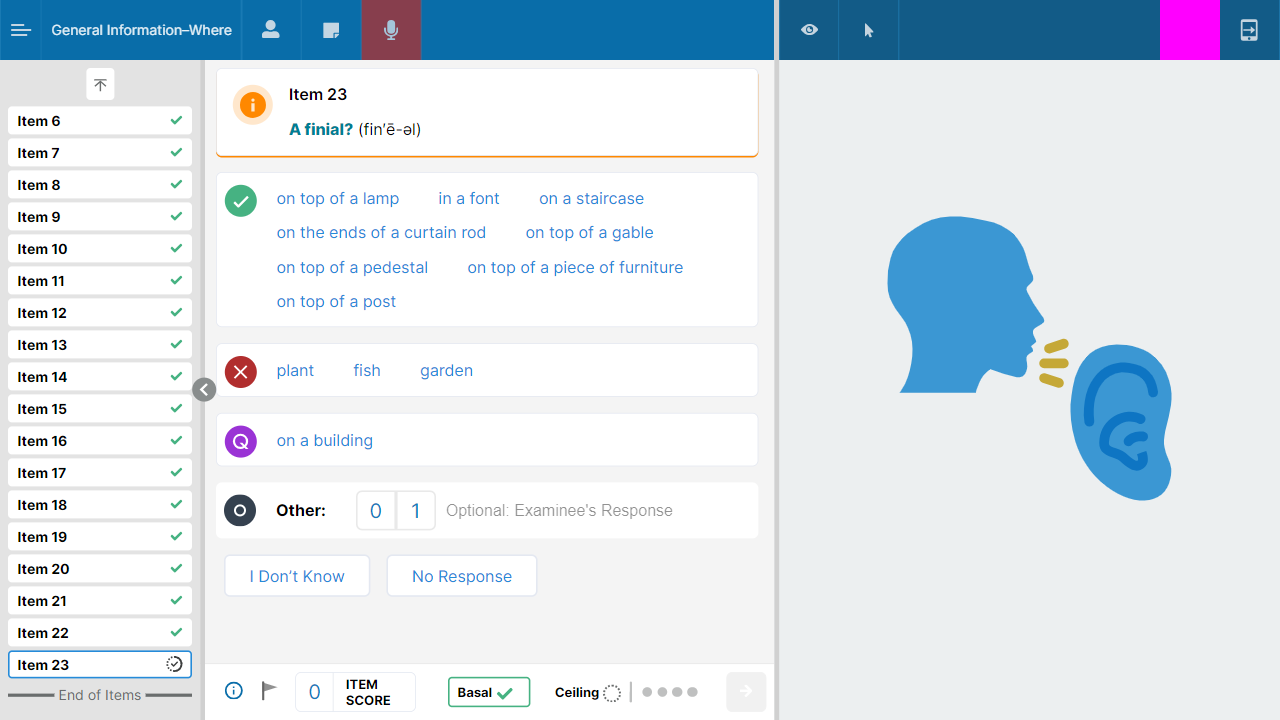 General Information–Where
Item 6
Item 7
Item 8
Item 9
Item 10
Item 11
Item 12
Item 13
Item 14
Item 15
Item 16
Item 17
Item 18
Item 19
Item 20
Item 21
Item 22
Item 23
End of Items
Item 23
A finial? (fin′ē-əl)
on top of a lamp in a font on a staircase
on the ends of a curtain rod on top of a gable
on top of a pedestal on top of a piece of furniture
on top of a post
plant fish garden
Q on a building
Other: 0 1 Optional: Examinee's Response
I Don't Know No Response
0 ITEM SCORE Basal Ceiling